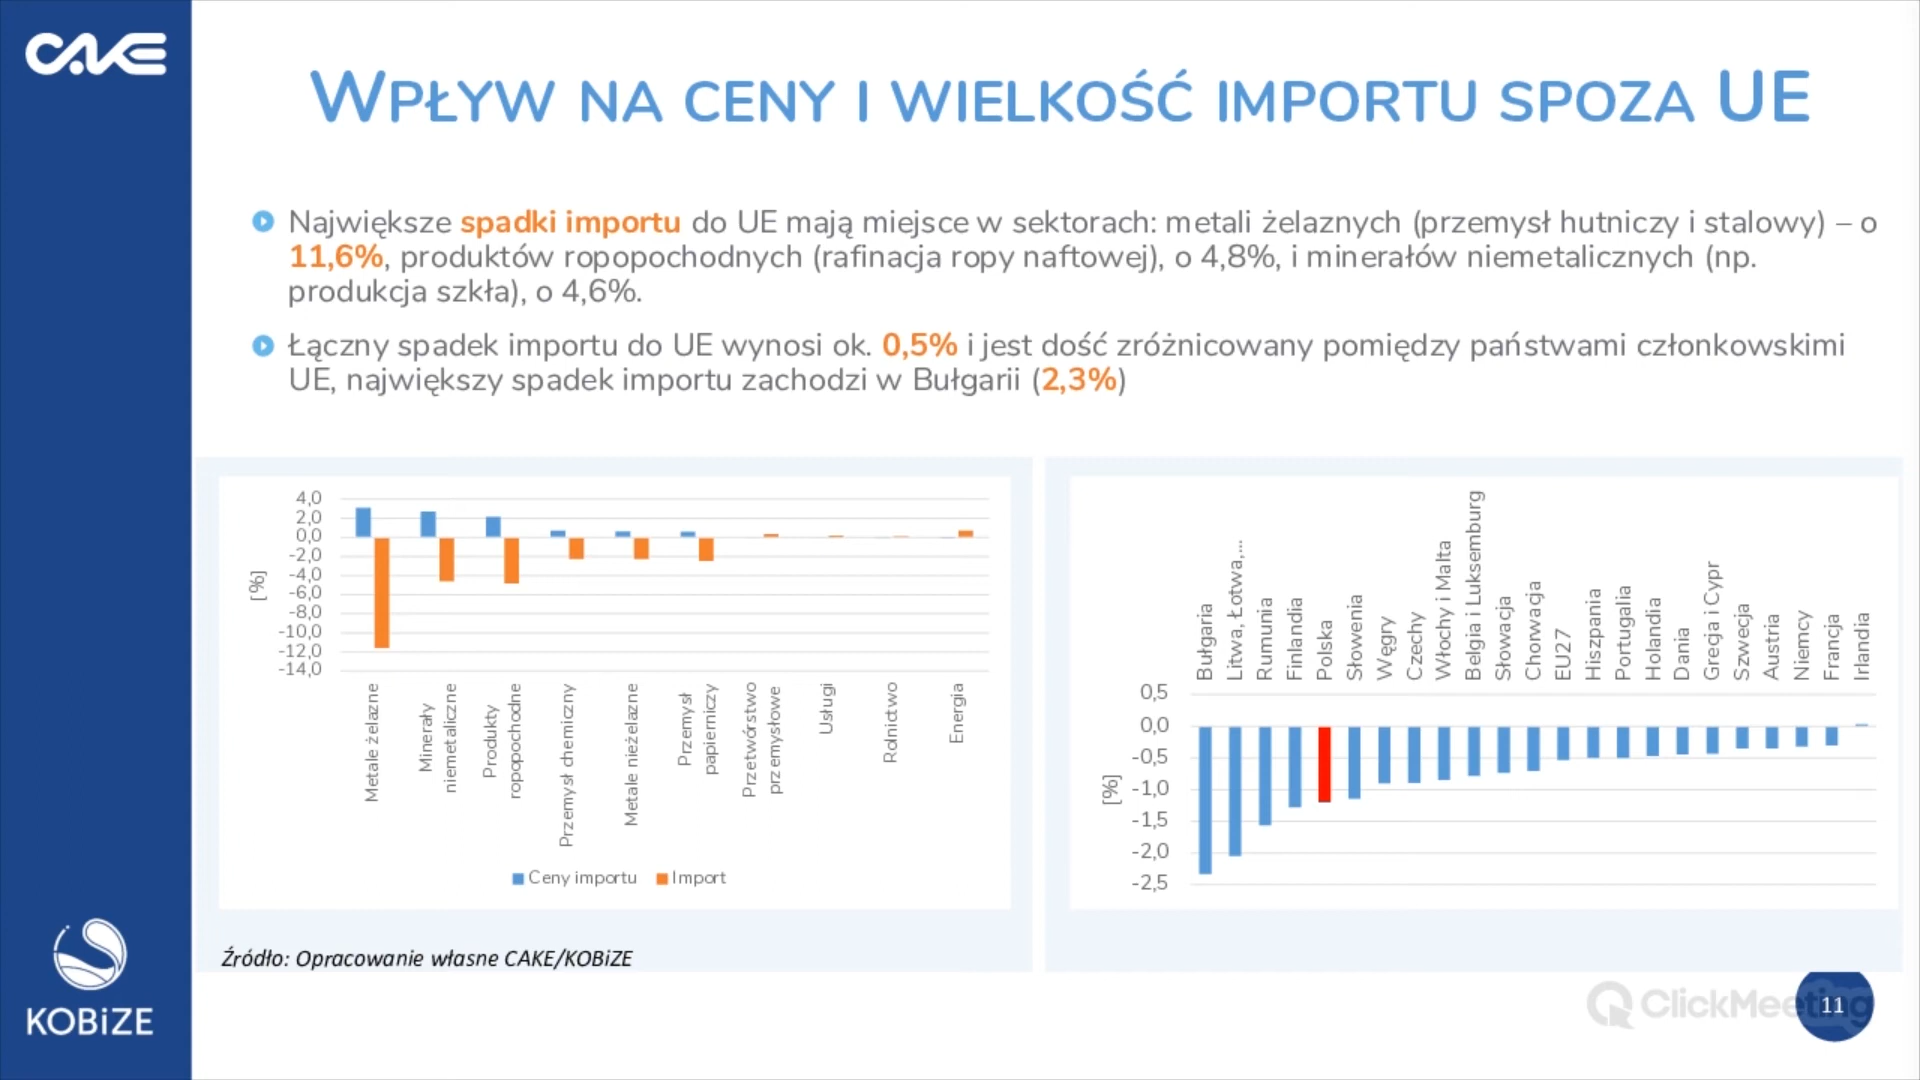 CAKE
WPŁYW NA CENY I WIELKOŚĆ IMPORTU SPOZA UE
Największe spadki importu do UE mają miejsce w sektorach: metali żelaznych (przemysł hutniczy i stalowy) – o
11,6%, produktów ropopochodnych (rafinacja ropy naftowej), o 4,8%, i minerałów niemetalicznych (np.
produkcja szkła), o 4,6%.
Łączny spadek importu do UE wynosi ok. 0,5% i jest dość zróżnicowany pomiędzy państwami członkowskimi
UE, największy spadek importu zachodzi w Bułgarii (2,3%)
4,0
2,0
0,0
-2,0
-4,0
-6,0
-8,0
-10,0
-12,0
-14,0
[%]
Metale żelazne
Minerały
niemetaliczne
Produkty
ropopochodne
Przemysł chemiczny
Metale nieżelazne
Przemysł
papierniczy
Przetwórstwo
przemysłowe
Usługi
Rolnictwo
Energia
Ceny importu
Import
Źródło: Opracowanie własne CAKE/KOBiZE
Bułgaria
Litwa, Łotwa,...
Rumunia
Finlandia
Polska
Słowenia
Węgry
Czechy
Włochy i Malta
Belgia i Luksemburg
Słowacja
Chorwacja
EU27
Hiszpania
Portugalia
Holandia
Dania
Grecja i Cypr
Szwecja
Austria
Niemcy
Francja
Irlandia
0,5
0,0
-0,5
-1,0
-1,5
-2,0
-2,5
[%]
KOBiZE
ClickMeeting
11